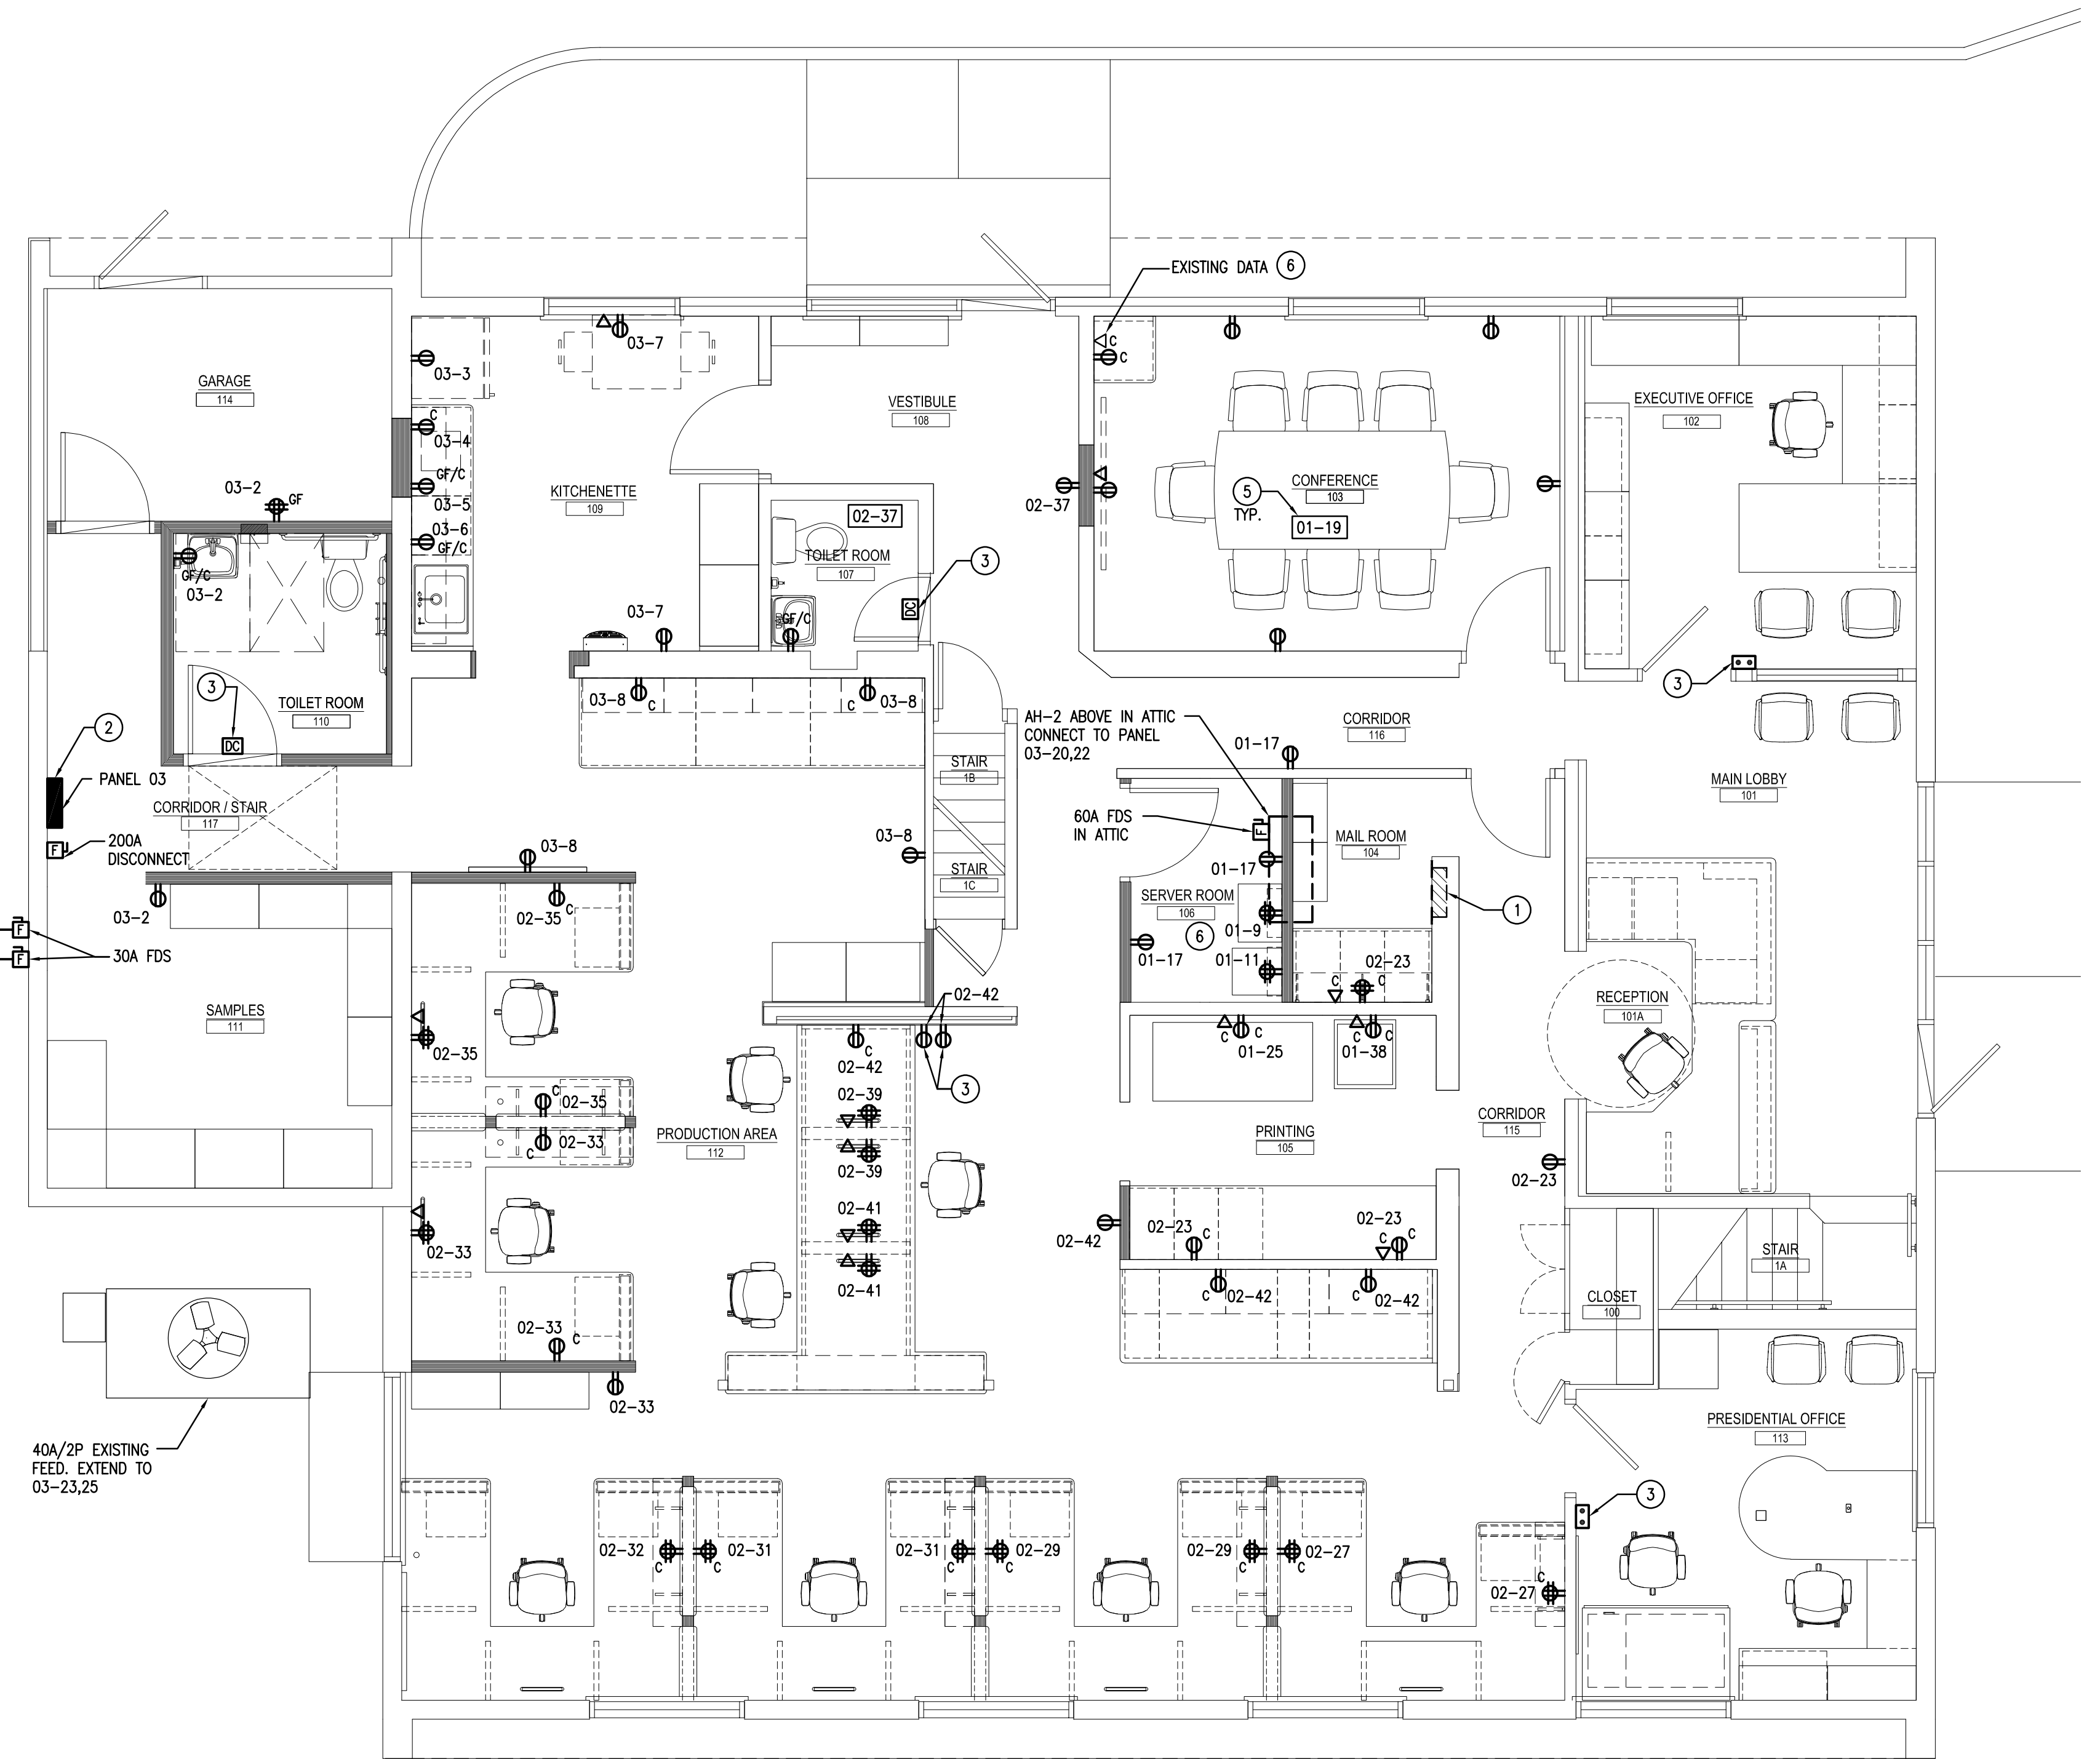 EXISTING DATA 6
C
C
03-7
03-3
GARAGE
114
VESTIBULE
108
EXECUTIVE OFFICE
102
C
03-4
GF/C
03-5
03-6
GF/C
03-2
GF
KITCHENETTE
109
02-37
CONFERENCE
103
5
TYP.
01-19
02-37
TOILET ROOM
107
3
DC
GF/C
GF/C
03-2
03-7
3
TOILET ROOM
110
DC
03-8
C
C
03-8
3
2
PANEL 03
AH-2 ABOVE IN ATTIC
CONNECT TO PANEL
03-20,22
CORRIDOR
116
01-17
STAIR
1B
MAIN LOBBY
101
CORRIDOR / STAIR
117
200A
DISCONNECT
F
60A FDS
IN ATTIC
F
MAIL ROOM
104
03-8
03-8
01-17
STAIR
1C
SERVER ROOM
106
1
02-35
C
03-2
01-9
6
01-17
01-11
02-23
C
C
F
F
30A FDS
02-42
SAMPLES
111
RECEPTION
101A
02-35
C
02-42
C
C
01-25
C
C
01-38
02-39
3
C
02-35
02-33
C
PRODUCTION AREA
112
PRINTING
105
CORRIDOR
115
02-39
02-23
02-41
02-33
02-42
02-23
C
02-23
C
C
STAIR
1A
02-41
C
02-42
C
02-42
CLOSET
100
02-33
C
02-33
PRESIDENTIAL OFFICE
113
40A/2P EXISTING
FEED. EXTEND TO
03-23,25
3
02-32
C
02-31
C
02-31
C
02-29
C
02-29
C
02-27
C
02-27
C